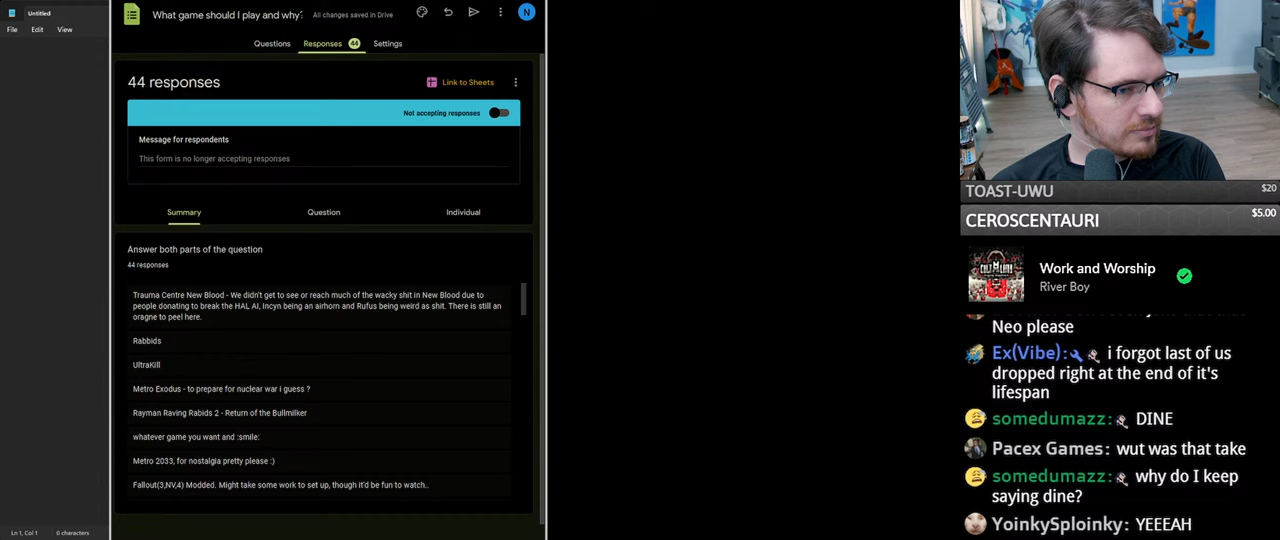 Untitled
File Edit View
Ln 1, Col 1 0 characters
What game should I play and why?
All changes saved in Drive
N
Questions Responses 44 Settings
44 responses
Link to Sheets
Not accepting responses
Message for respondents
This form is no longer accepting responses
Summary Question Individual
Answer both parts of the question
44 responses
Trauma Centre New Blood - We didn't get to see or reach much of the wacky shit in New Blood due to
people donating to break the HAL AI, Incyn being an airhorn and Rufus being weird as shit. There is still an
oragne to peel here.
Rabbids
UltraKill
Metro Exodus - to prepare for nuclear war I guess ?
Rayman Raving Rabids 2 - Return of the Bullmilker
whatever game you want and :smile:
Metro 2033, for nostalgia pretty please :)
Fallout(3,NV,4) Modded. Might take some work to set up, though it'd be fun to watch..
TOAST-UWU $20
CEROSCENTAURI $5.00
Work and Worship
River Boy
Neo please
Ex(Vibe): i forgot last of us
dropped right at the end of it's
lifespan
somedumazz: DINE
Pacex Games: wut was that take
somedumazz: why do I keep
saying dine?
YoinkySploinky: YEEEAH